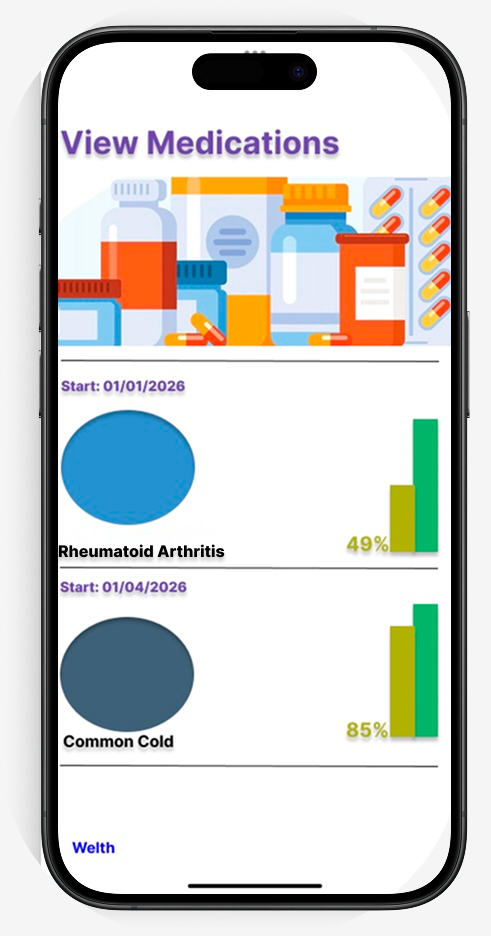 View Medications
Start: 01/01/2026
49%
Rheumatoid Arthritis
Start: 01/04/2026
85%
Common Cold
Welth